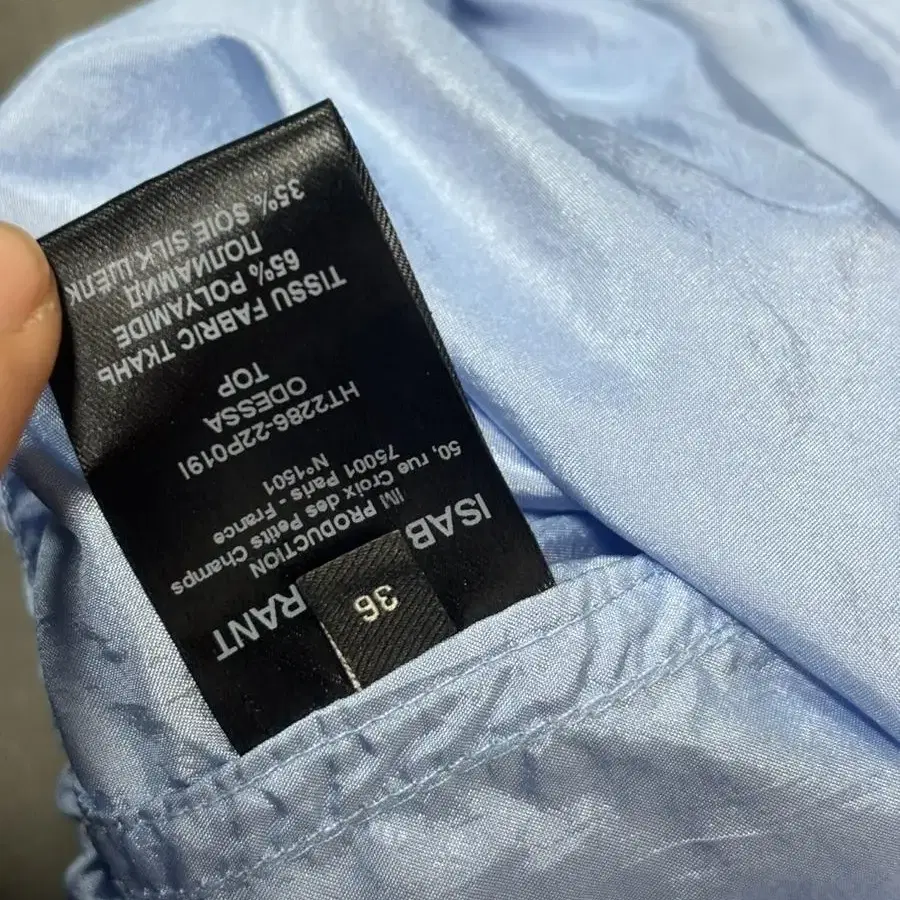 ISAB RANT
36
IM PRODUCTION
50, rue Croix des Petits Champs
75001 Paris - France
N°1501
HT2286-22P019I
ODESSA
TOP
TISSU FABRIC ТКАНЬ
65% POLYAMIDE
ПОЛИАМИД
35% SOIE SILK ШЕЛК